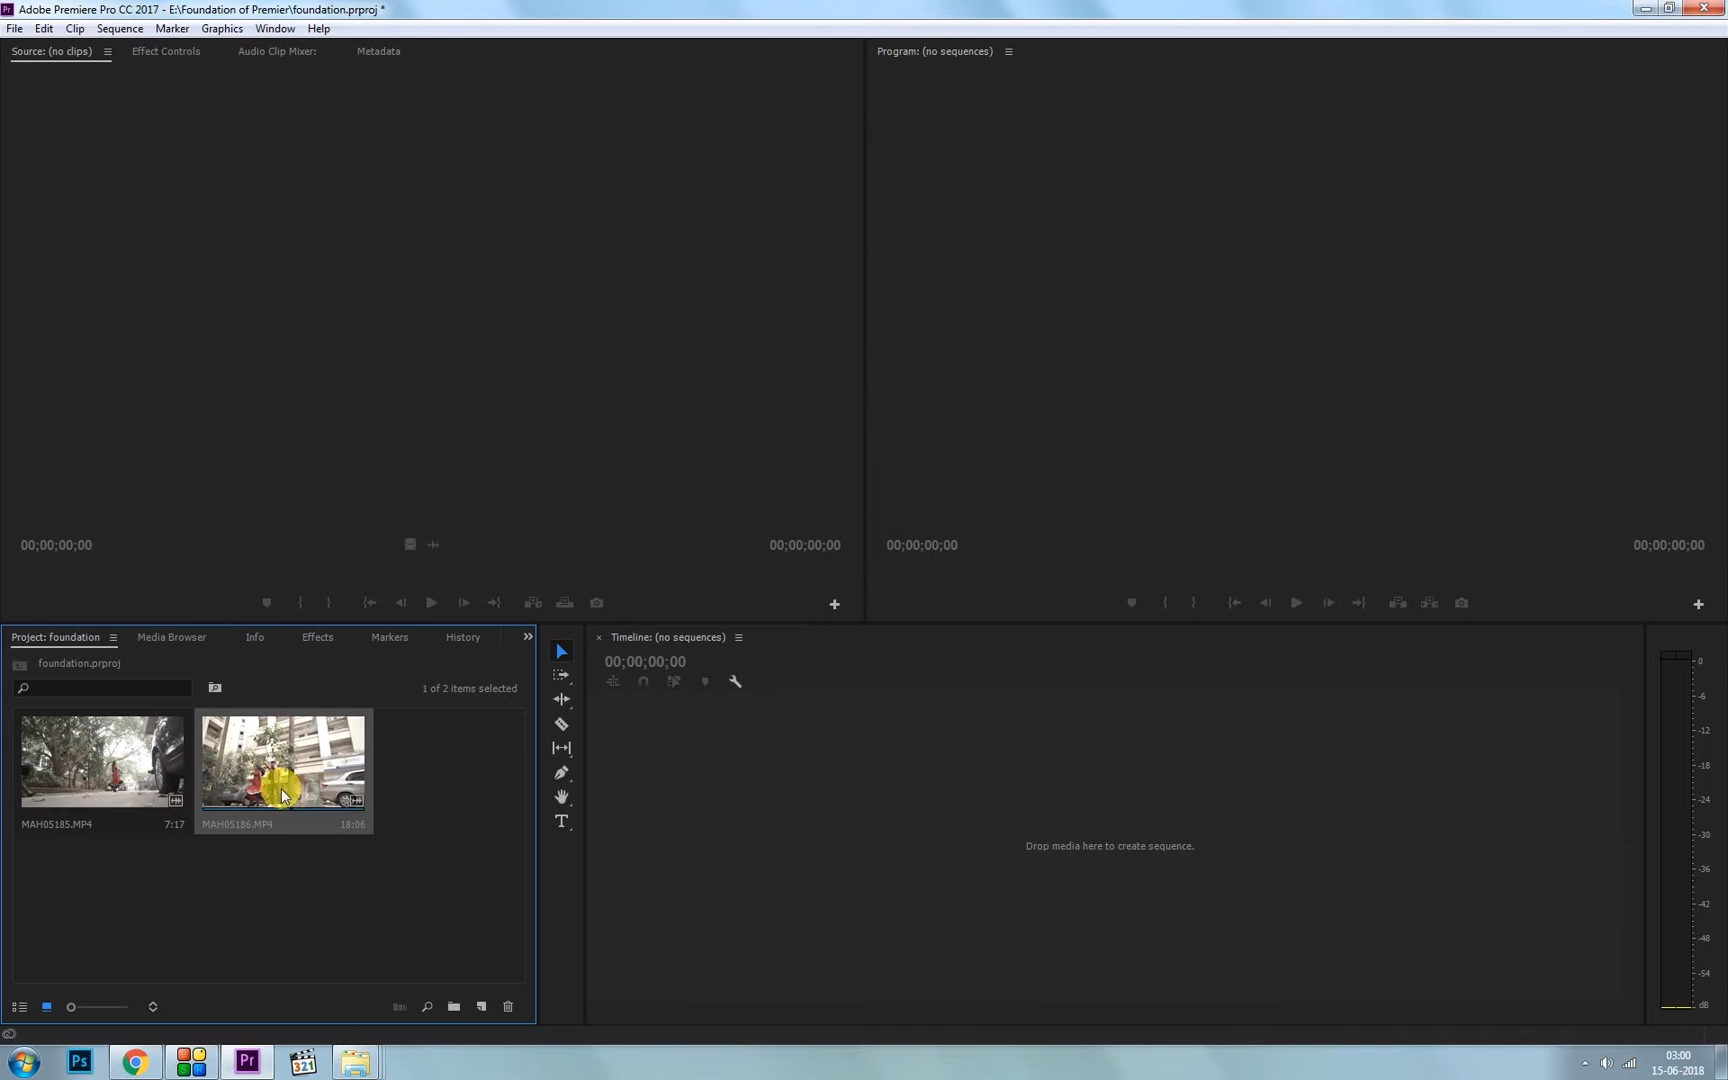 Pr Adobe Premiere Pro CC 2017 - E:\Foundation of Premier\foundation.prproj *
File Edit Clip Sequence Marker Graphics Window Help
Source: (no clips) Effect Controls Audio Clip Mixer: Metadata
Program: (no sequences)
00;00;00;00 00;00;00;00
00;00;00;00 00;00;00;00
Project: foundation Media Browser Info Effects Markers History
foundation.prproj
1 of 2 items selected
MAH05185.MP4 7:17
MAH05186.MP4 18:06
T
× Timeline: (no sequences)
00;00;00;00
Drop media here to create sequence.
0
-6
-12
-18
-24
-30
-36
-42
-48
-54
dB
Ps
S R
Pr
321
03:00
15-06-2018